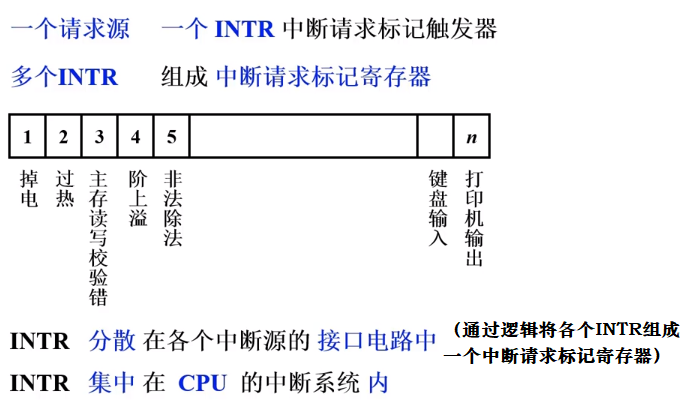 一个请求源 一个 INTR 中断请求标记触发器
多个INTR 组成 中断请求标记寄存器
1 2 3 4 5 n
掉电
过热
主存读写校验错
阶上溢
非法除法
键盘输入
打印机输出
INTR 分散 在各个中断源的 接口电路中
(通过逻辑将各个INTR组成
一个中断请求标记寄存器)
INTR 集中 在 CPU 的中断系统 内